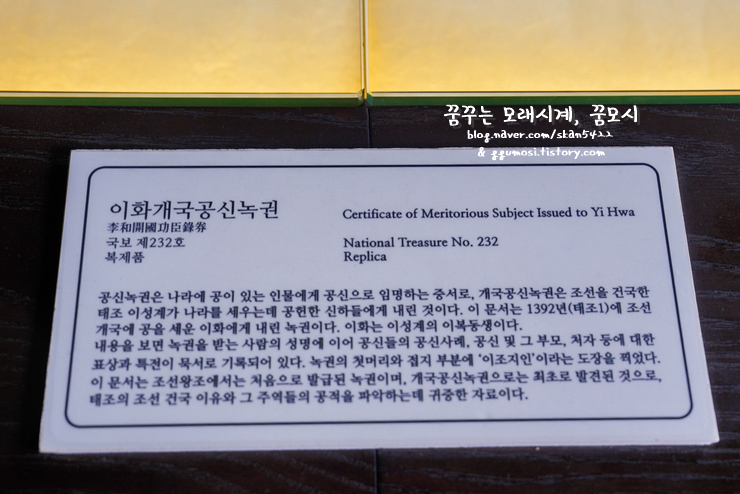 꿈꾸는 모래시계, 꿈모시
blog.naver.com/skan5422
& ggumosi.tistory.com
이화개국공신녹권 Certificate of Meritorious Subject Issued to Yi Hwa
李和開國功臣錄券
국보 제232호 National Treasure No. 232
복제품 Replica
공신녹권은 나라에 공이 있는 인물에게 공신으로 임명하는 증서로, 개국공신녹권은 조선을 건국한
태조 이성계가 나라를 세우는데 공헌한 신하들에게 내린 것이다. 이 문서는 1392년(태조1)에 조선
개국에 공을 세운 이화에게 내린 녹권이다. 이화는 이성계의 이복동생이다.
내용을 보면 녹권을 받는 사람의 성명에 이어 공신들의 공신사례, 공신 및 그 부모, 처자 등에 대한
표상과 특전이 묵서로 기록되어 있다. 녹권의 첫머리와 접지 부분에 '이조지인'이라는 도장을 찍었다.
이 문서는 조선왕조에서는 처음으로 발급된 녹권이며, 개국공신녹권으로는 최초로 발견된 것으로,
태조의 조선 건국 이유와 그 주역들의 공적을 파악하는데 귀중한 자료이다.